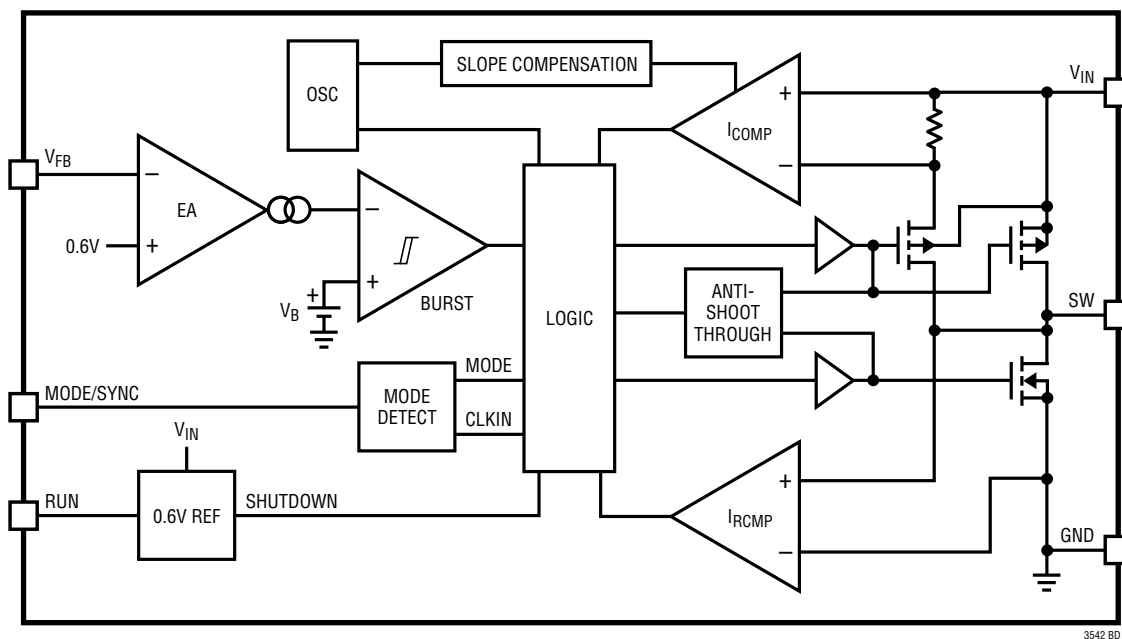 OSC
SLOPE COMPENSATION
VIN
+
ICOMP
−
VFB
−
EA
+
0.6V
−
+
BURST
+
VB
LOGIC
ANTI-
SHOOT
THROUGH
SW
MODE/SYNC
MODE
DETECT
MODE
CLKIN
VIN
RUN
0.6V REF
SHUTDOWN
+
IRCMP
−
GND
3542 BD